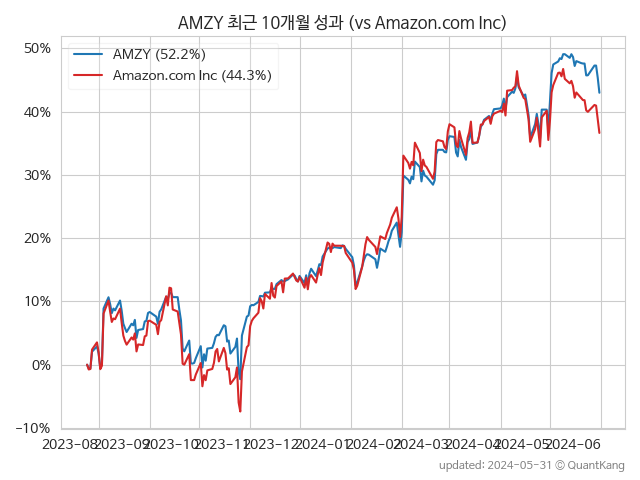 AMZY 최근 10개월 성과 (vs Amazon.com Inc)
50%
40%
30%
20%
10%
0%
−10%
AMZY (52.2%)
Amazon.com Inc (44.3%)
2023-08 2023-09 2023-10 2023-11 2023-12 2024-01 2024-02 2024-03 2024-04 2024-05 2024-06
updated: 2024-05-31 © QuantKang